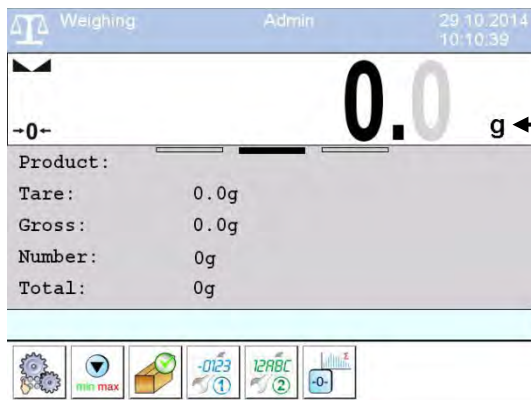 Weighing Admin 29.10.2014
10:10:39
0.0
→0← g
Product:
Tare: 0.0g
Gross: 0.0g
Number: 0g
Total: 0g
min max -0123 1 12ABC 2 Σ -0-